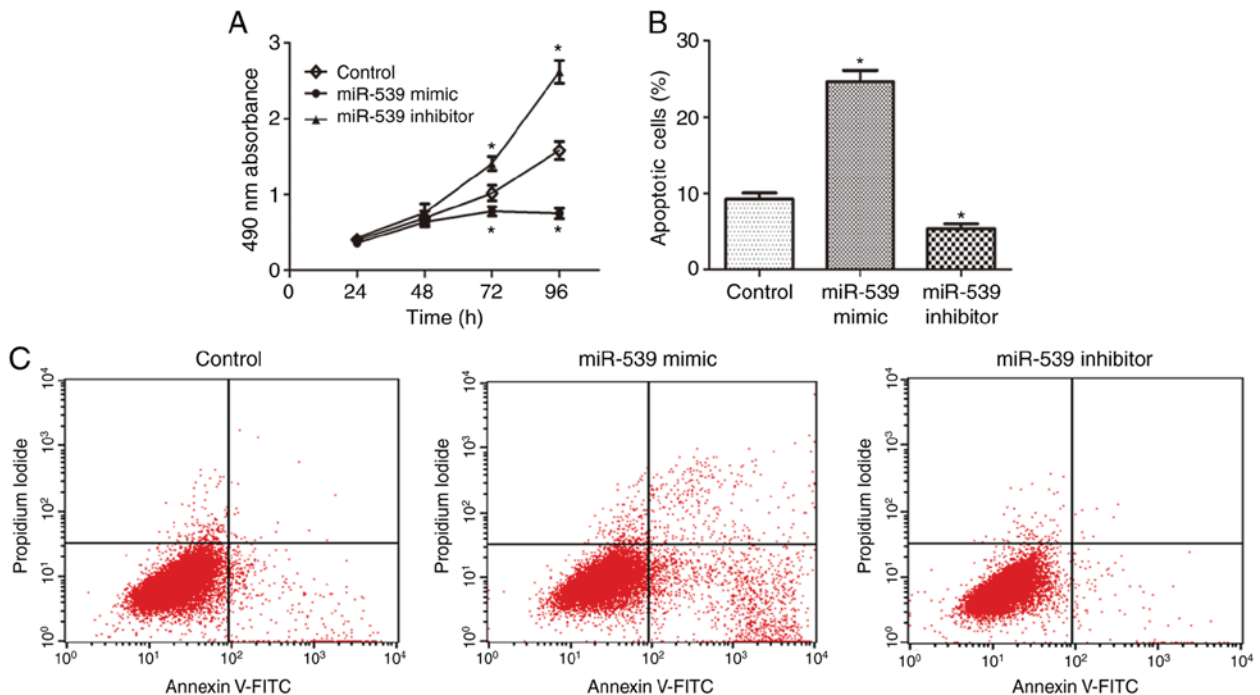 A
3
2
1
0
490 nm absorbance
Control
miR-539 mimic
miR-539 inhibitor
*
*
*
*
0 24 48 72 96
Time (h)
B
30
20
10
0
Apoptotic cells (%)
*
*
Control miR-539 miR-539
mimic inhibitor
C
Control
10⁴
10³
10²
10¹
10⁰
Propidium Iodide
10⁰ 10¹ 10² 10³ 10⁴
Annexin V-FITC
miR-539 mimic
10⁴
10³
10²
10¹
10⁰
Propidium Iodide
10⁰ 10¹ 10² 10³ 10⁴
Annexin V-FITC
miR-539 inhibitor
10⁴
10³
10²
10¹
10⁰
Propidium Iodide
10⁰ 10¹ 10² 10³ 10⁴
Annexin V-FITC